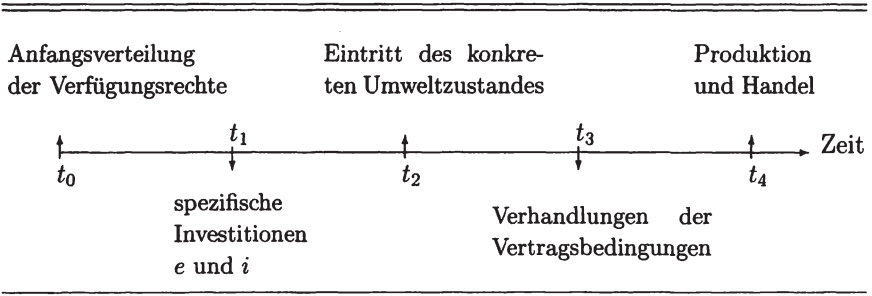 Anfangsverteilung
der Verfügungsrechte
Eintritt des konkre-
ten Umweltzustandes
Produktion
und Handel
t0
t1
t2
t3
t4
Zeit
spezifische
Investitionen
e und i
Verhandlungen der
Vertragsbedingungen